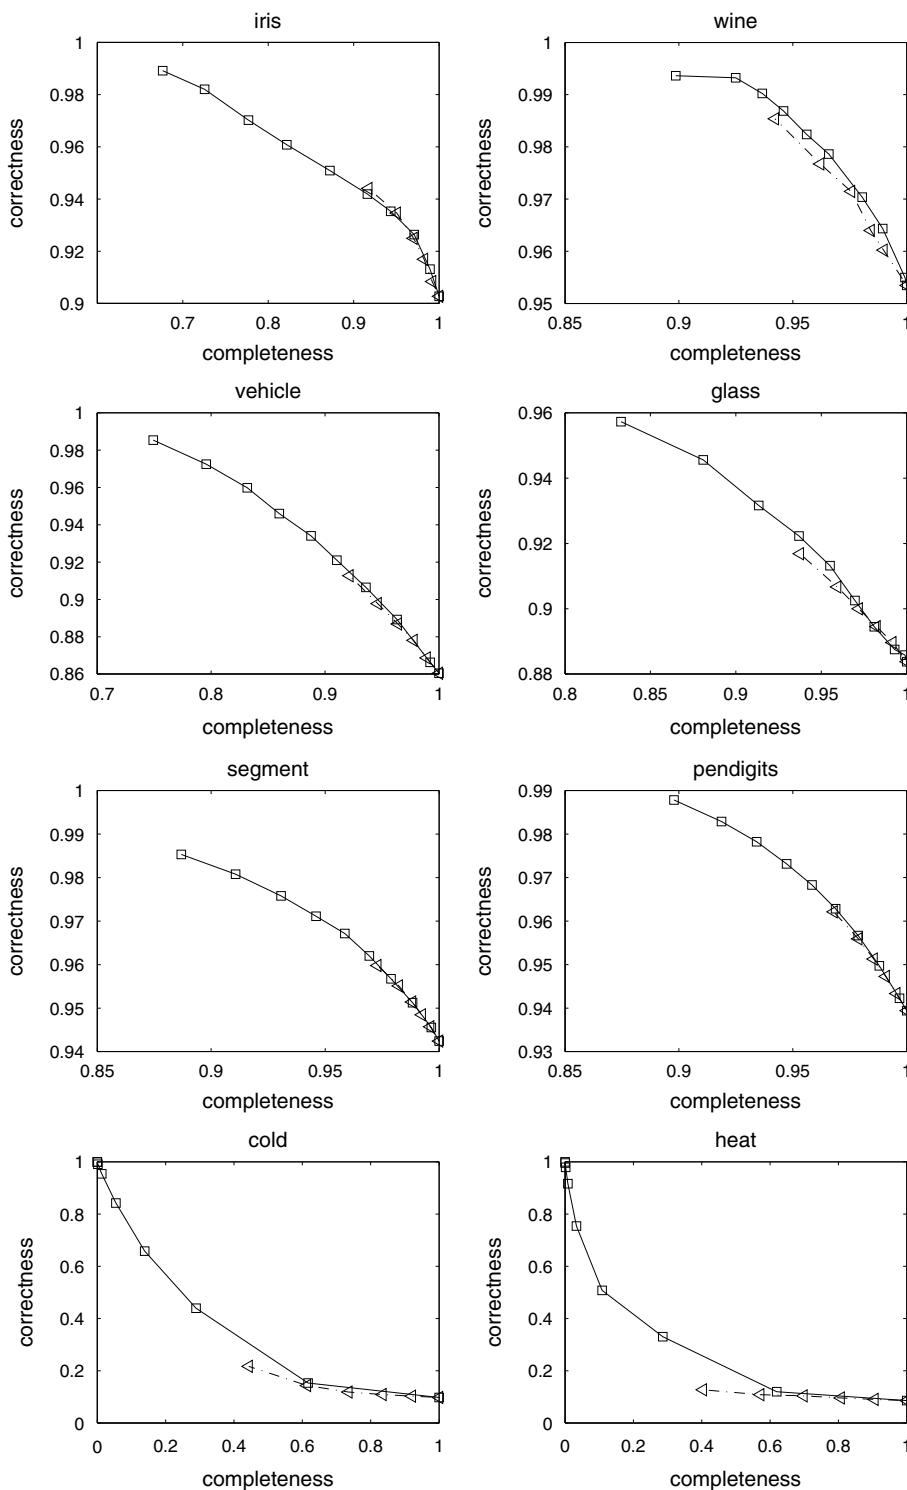 iris
correctness
1
0.98
0.96
0.94
0.92
0.9
0.7 0.8 0.9 1
completeness
wine
correctness
1
0.99
0.98
0.97
0.96
0.95
0.85 0.9 0.95 1
completeness
vehicle
correctness
1
0.98
0.96
0.94
0.92
0.9
0.88
0.86
0.7 0.8 0.9 1
completeness
glass
correctness
0.96
0.94
0.92
0.9
0.88
0.8 0.85 0.9 0.95 1
completeness
segment
correctness
1
0.99
0.98
0.97
0.96
0.95
0.94
0.85 0.9 0.95 1
completeness
pendigits
correctness
0.99
0.98
0.97
0.96
0.95
0.94
0.93
0.85 0.9 0.95 1
completeness
cold
correctness
1
0.8
0.6
0.4
0.2
0
0 0.2 0.4 0.6 0.8 1
completeness
heat
correctness
1
0.8
0.6
0.4
0.2
0
0 0.2 0.4 0.6 0.8 1
completeness